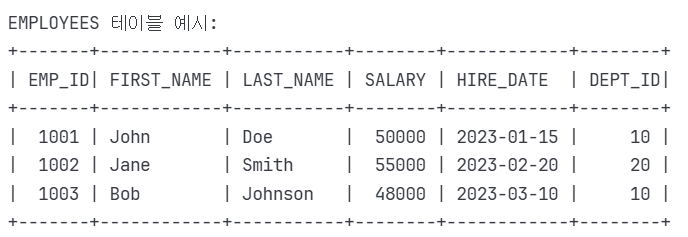 EMPLOYEES 테이블 예시:
+-------+------------+-----------+--------+------------+--------+
| EMP_ID| FIRST_NAME | LAST_NAME | SALARY | HIRE_DATE  | DEPT_ID|
+-------+------------+-----------+--------+------------+--------+
|  1001 | John       | Doe       |  50000 | 2023-01-15 |     10 |
|  1002 | Jane       | Smith     |  55000 | 2023-02-20 |     20 |
|  1003 | Bob        | Johnson   |  48000 | 2023-03-10 |     10 |
+-------+------------+-----------+--------+------------+--------+